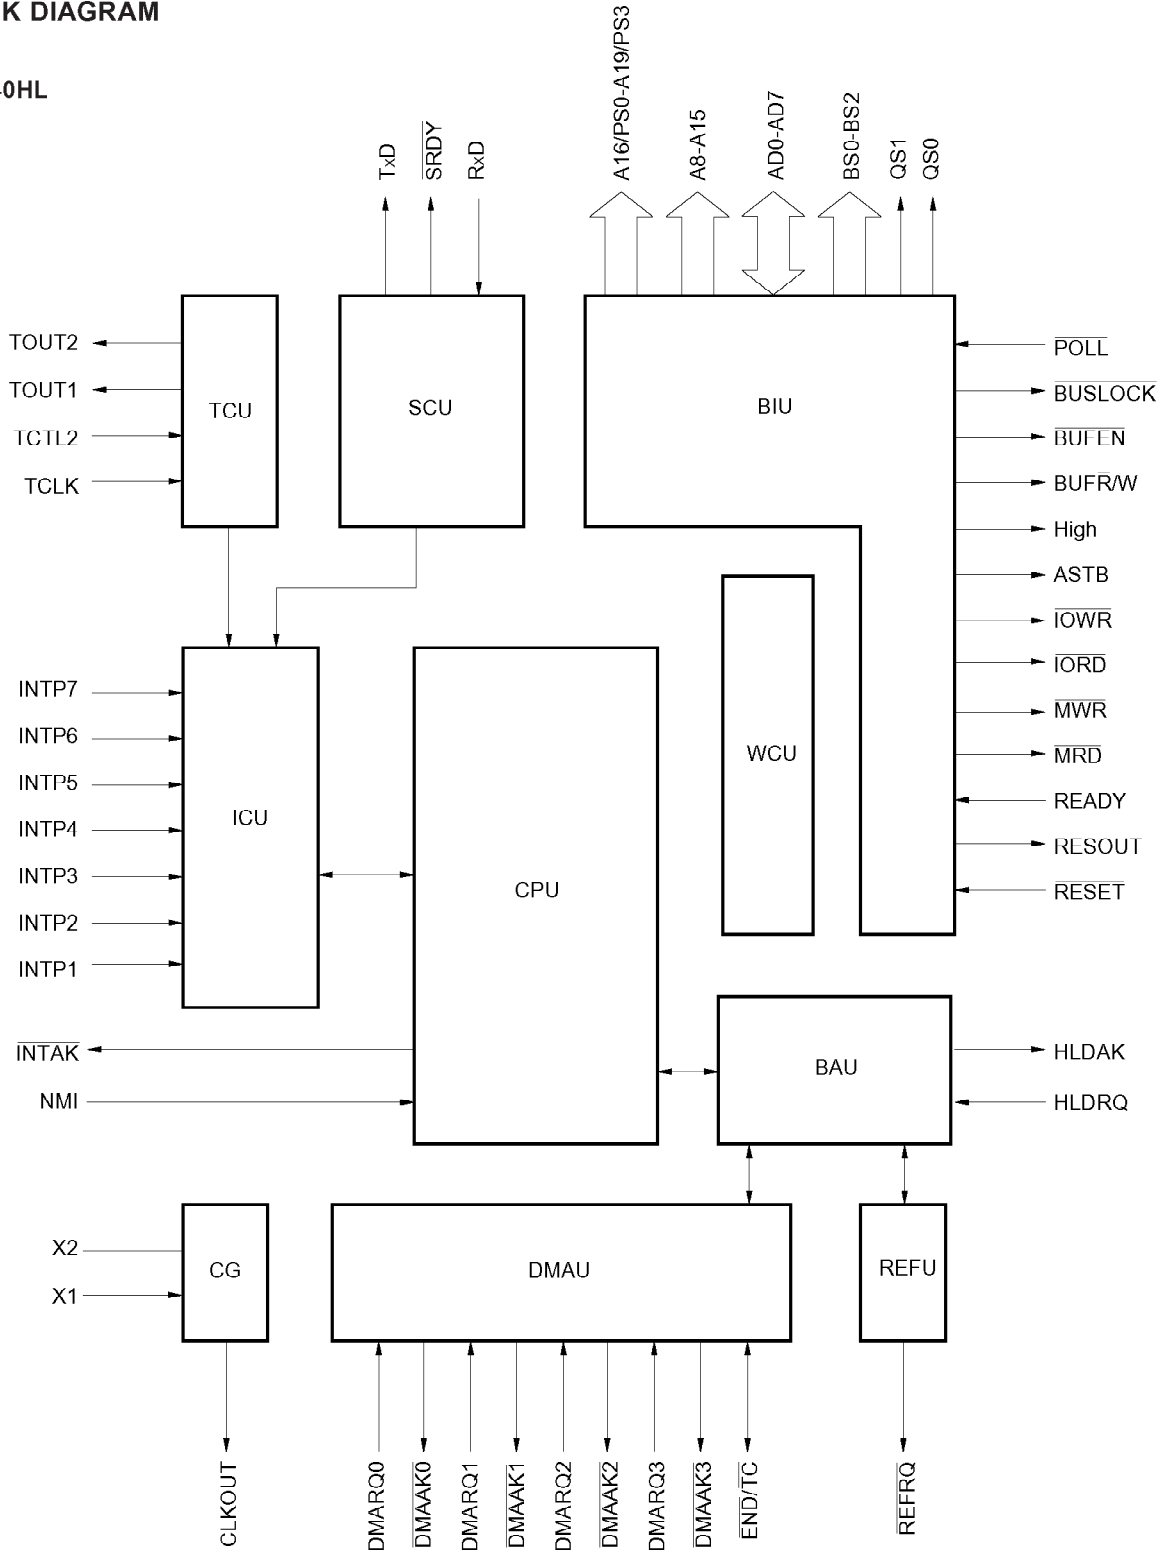 K DIAGRAM
40HL
TxD
SRDY
RxD
A16/PS0-A19/PS3
A8-A15
AD0-AD7
BS0-BS2
QS1
QS0
TOUT2
TOUT1
TCTL2
TCLK
TCU
SCU
BIU
POLL
BUSLOCK
BUFEN
BUFR/W
High
ASTB
IOWR
IORD
MWR
MRD
READY
RESOUT
RESET
INTP7
INTP6
INTP5
INTP4
INTP3
INTP2
INTP1
ICU
CPU
WCU
INTAK
NMI
BAU
HLDAK
HLDRQ
X2
X1
CG
DMAU
REFU
CLKOUT
DMARQ0
DMAAK0
DMARQ1
DMAAK1
DMARQ2
DMAAK2
DMARQ3
DMAAK3
END/TC
REFRQ